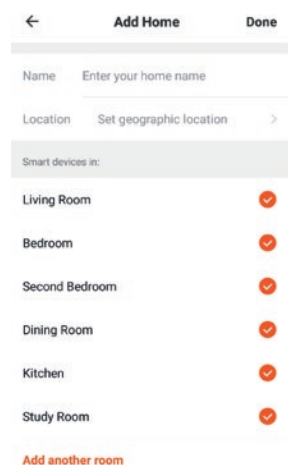 Add Home Done
Name Enter your home name
Location Set geographic location
Smart devices in:
Living Room
Bedroom
Second Bedroom
Dining Room
Kitchen
Study Room
Add another room